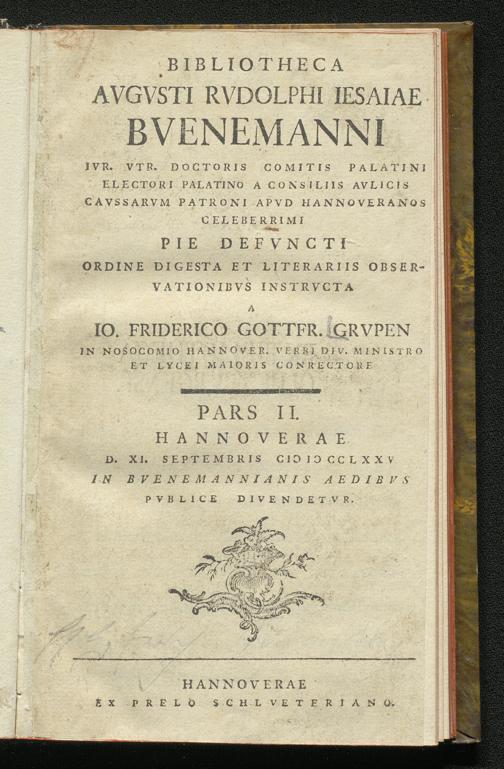 BIBLIOTHECA
AVGVSTI RVDOLPHI IESAIAE
BVENEMANNI
IVR. VTR. DOCTORIS COMITIS PALATINI
ELECTORI PALATINO A CONSILIIS AVLICIS
CAVSSARVM PATRONI APVD HANNOVERANOS
CELEBERRIMI
PIE DEFVNCTI
ORDINE DIGESTA ET LITERARIIS OBSER-
VATIONIBVS INSTRVCTA
A
IO. FRIDERICO GOTTFR. GRVPEN
IN NOSOCOMIO HANNOVER. VERBI DIV. MINISTRO
ET LYCEI MAIORIS CONRECTORE
PARS II.
HANNOVERAE
D. XI. SEPTEMBRIS CIƆ IƆ CCLXXV
IN BVENEMANNIANIS AEDIBVS
PVBLICE DIVENDETVR.
HANNOVERAE
EX PRELO SCHLVETERIANO.